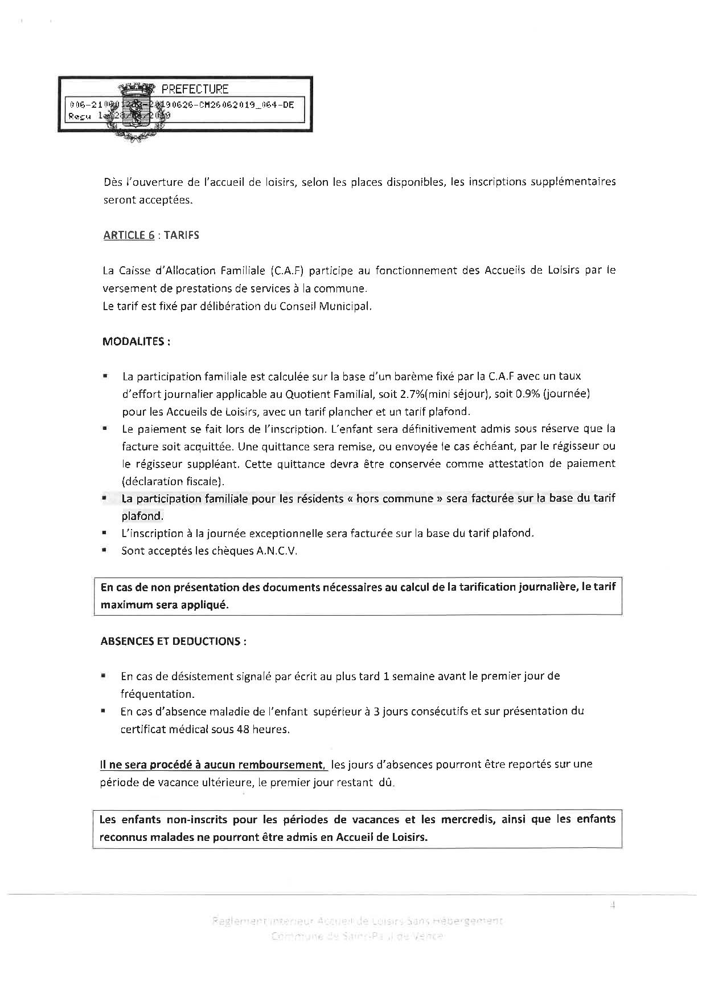 PREFECTURE
90626-CM26062019_064-DE
Reçu
Dès l'ouverture de l'accueil de loisirs, selon les places disponibles, les inscriptions supplémentaires
seront acceptées.
ARTICLE 6 : TARIFS
La Caisse d'Allocation Familiale (C.A.F) participe au fonctionnement des Accueils de Loisirs par le
versement de prestations de services à la commune.
Le tarif est fixé par délibération du Conseil Municipal.
MODALITES :
▪ La participation familiale est calculée sur la base d'un barème fixé par la C.A.F avec un taux
d'effort journalier applicable au Quotient Familial, soit 2.7%(mini séjour), soit 0.9% (journée)
pour les Accueils de Loisirs, avec un tarif plancher et un tarif plafond.
▪ Le paiement se fait lors de l'inscription. L'enfant sera définitivement admis sous réserve que la
facture soit acquittée. Une quittance sera remise, ou envoyée le cas échéant, par le régisseur ou
le régisseur suppléant. Cette quittance devra être conservée comme attestation de paiement
(déclaration fiscale).
▪ La participation familiale pour les résidents « hors commune » sera facturée sur la base du tarif
plafond.
▪ L'inscription à la journée exceptionnelle sera facturée sur la base du tarif plafond.
▪ Sont acceptés les chèques A.N.C.V.
En cas de non présentation des documents nécessaires au calcul de la tarification journalière, le tarif
maximum sera appliqué.
ABSENCES ET DEDUCTIONS :
▪ En cas de désistement signalé par écrit au plus tard 1 semaine avant le premier jour de
fréquentation.
▪ En cas d'absence maladie de l'enfant supérieur à 3 jours consécutifs et sur présentation du
certificat médical sous 48 heures.
Il ne sera procédé à aucun remboursement, les jours d'absences pourront être reportés sur une
période de vacance ultérieure, le premier jour restant dû.
Les enfants non-inscrits pour les périodes de vacances et les mercredis, ainsi que les enfants
reconnus malades ne pourront être admis en Accueil de Loisirs.
4
Règlement intérieur Accueil de Loisirs Sans Hébergement
Commune de Saint-Paul de Vence